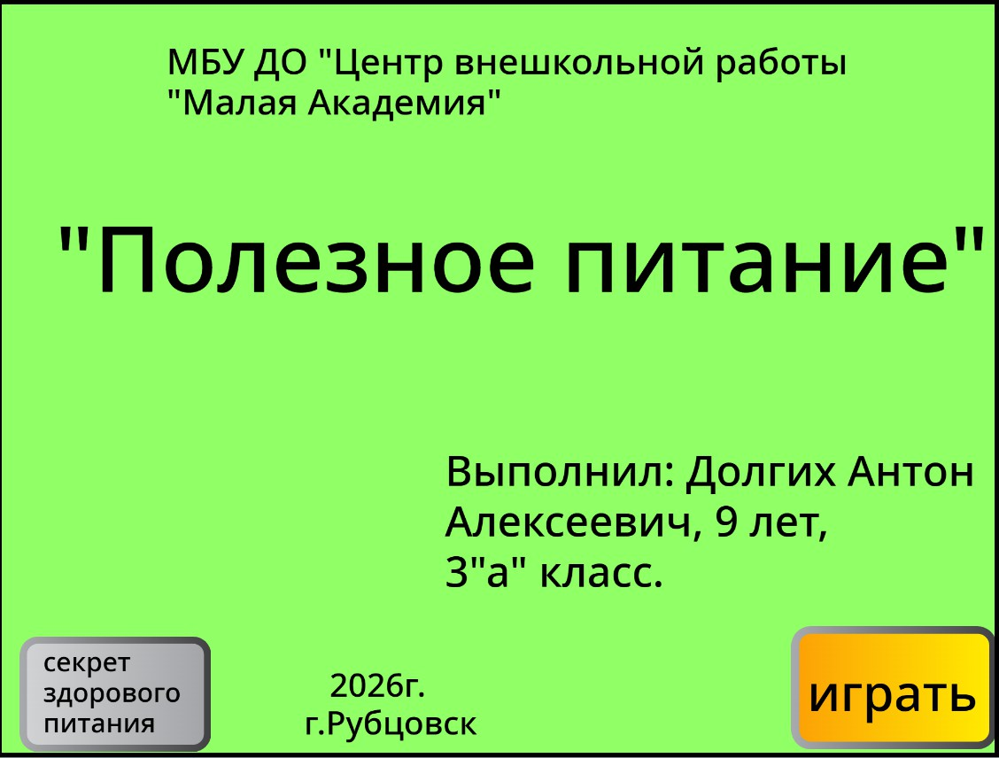 МБУ ДО "Центр внешкольной работы
"Малая Академия"
"Полезное питание"
Выполнил: Долгих Антон
Алексеевич, 9 лет,
3"а" класс.
секрет
здорового
питания
2026г.
г.Рубцовск
играть